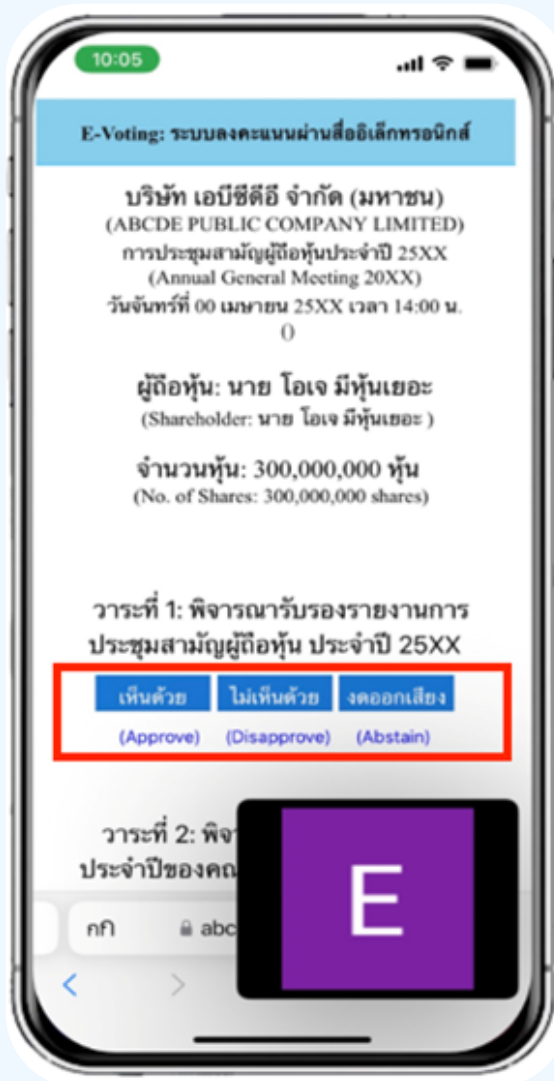 10:05
E-Voting: ระบบลงคะแนนผ่านสื่ออิเล็กทรอนิกส์
บริษัท เอบีซีดีอี จำกัด (มหาชน)
(ABCDE PUBLIC COMPANY LIMITED)
การประชุมสามัญผู้ถือหุ้นประจำปี 25XX
(Annual General Meeting 20XX)
วันจันทร์ที่ 00 เมษายน 25XX เวลา 14:00 น.
()
ผู้ถือหุ้น: นาย โอเจ มีหุ้นเยอะ
(Shareholder: นาย โอเจ มีหุ้นเยอะ )
จำนวนหุ้น: 300,000,000 หุ้น
(No. of Shares: 300,000,000 shares)
วาระที่ 1: พิจารณารับรองรายงานการ
ประชุมสามัญผู้ถือหุ้น ประจำปี 25XX
เห็นด้วย ไม่เห็นด้วย งดออกเสียง
(Approve) (Disapprove) (Abstain)
วาระที่ 2: พิจา
ประจำปีของคณ
E
กกิ abc